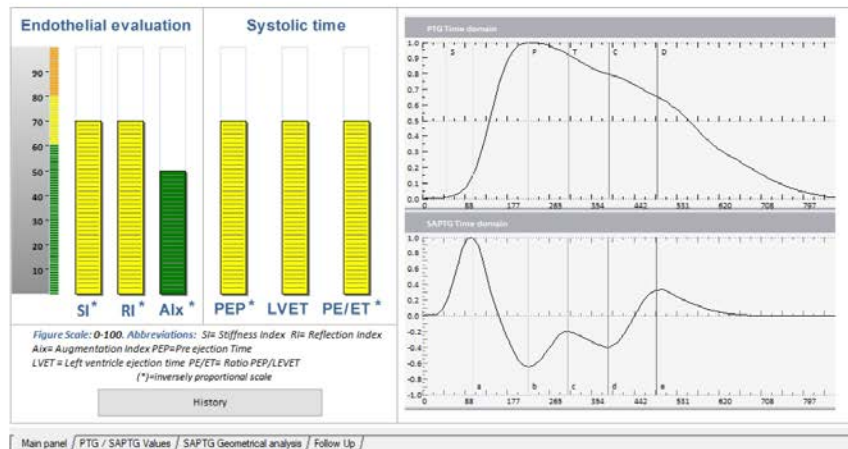 Endothelial evaluation
Systolic time
90
80
70
60
50
40
30
20
10
SI* RI* AIx * PEP* LVET PE/ET*
Figure Scale: 0-100. Abbreviations: SI= Stiffness Index RI= Reflection Index
Aix= Augmentation Index PEP=Pre ejection Time
LVET = Left ventricle ejection time PE/ET= Ratio PEP/LEVET
(*)=inversely proportional scale
History
PTG Time domain
S P T C D
1.0
0.9
0.8
0.7
0.6
0.5
0.4
0.3
0.2
0.1
0.0
0 88 177 265 354 442 531 619 708 797
SAPTG Time domain
1.0
0.8
0.6
0.4
0.2
0.0
-0.2
-0.4
-0.6
-0.8
-1.0
a b c d e
0 88 177 265 354 442 531 619 708 797
Main panel / PTG / SAPTG Values / SAPTG Geometrical analysis / Follow Up /